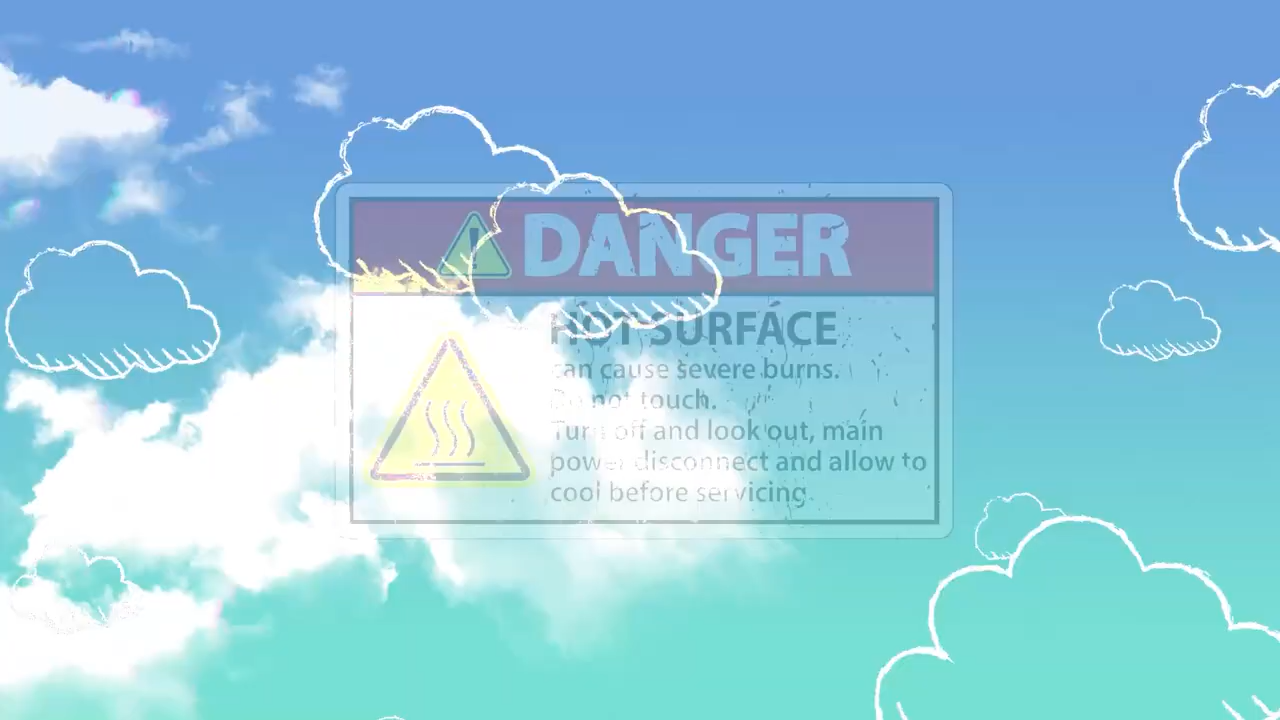 DANGER
HOT SURFACE
can cause severe burns.
Do not touch.
Turn off and look out, main
power disconnect and allow to
cool before servicing